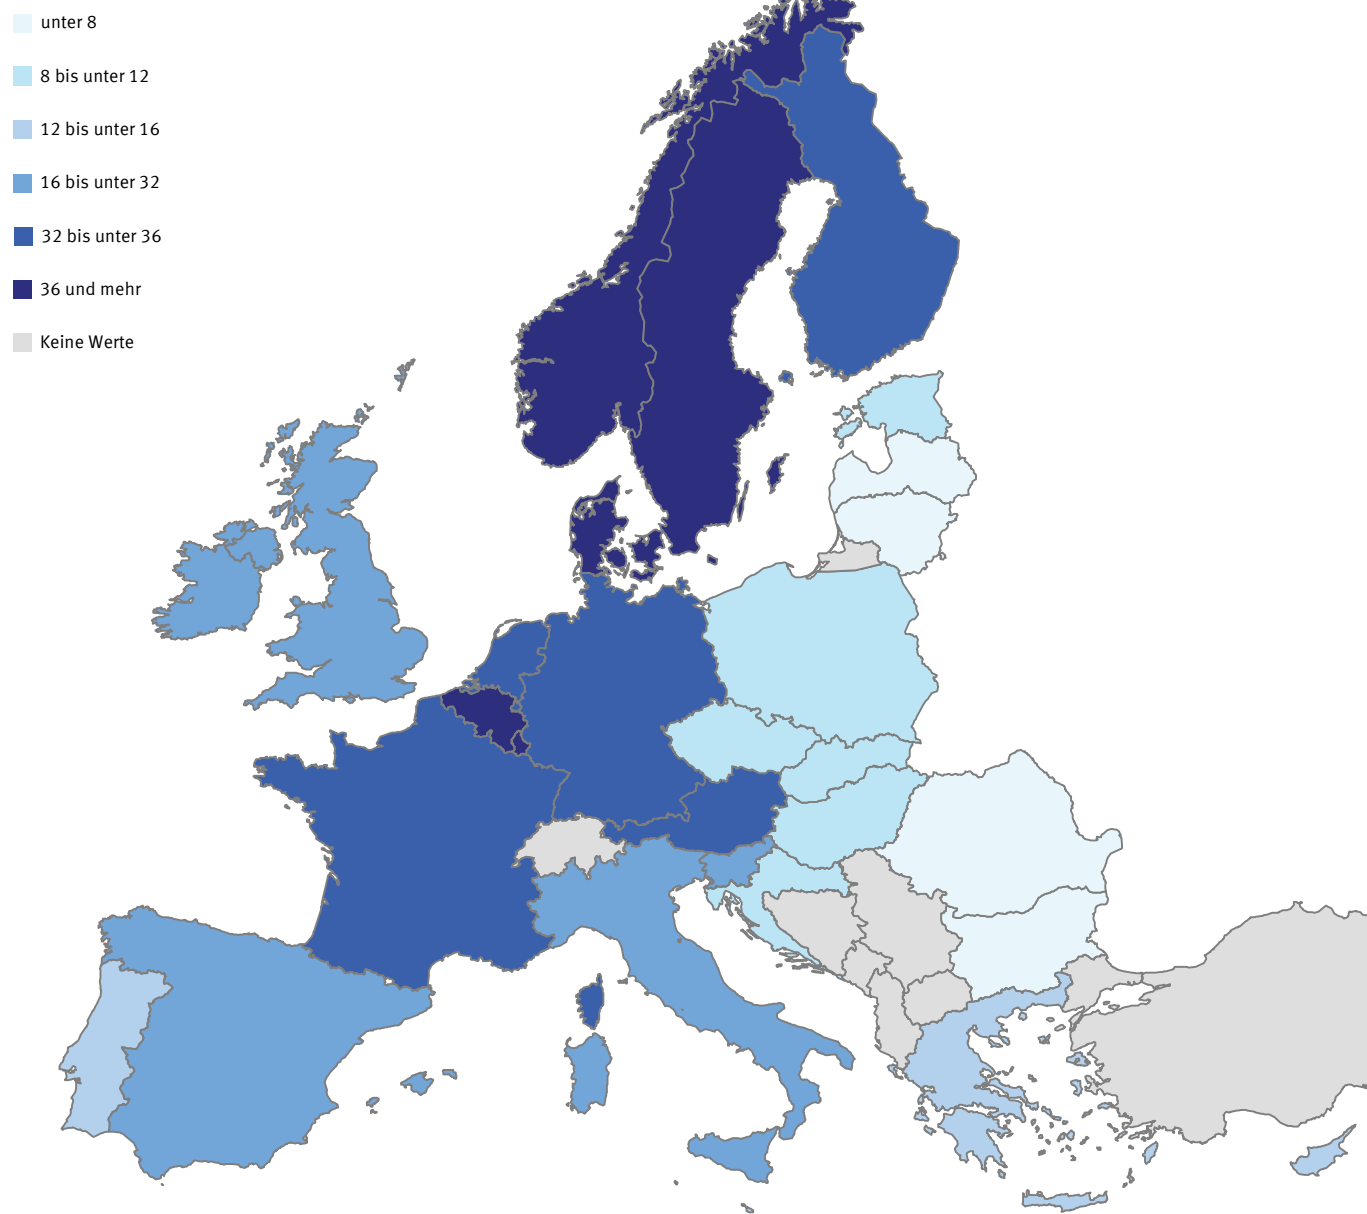 unter 8
8 bis unter 12
12 bis unter 16
16 bis unter 32
32 bis unter 36
36 und mehr
Keine Werte